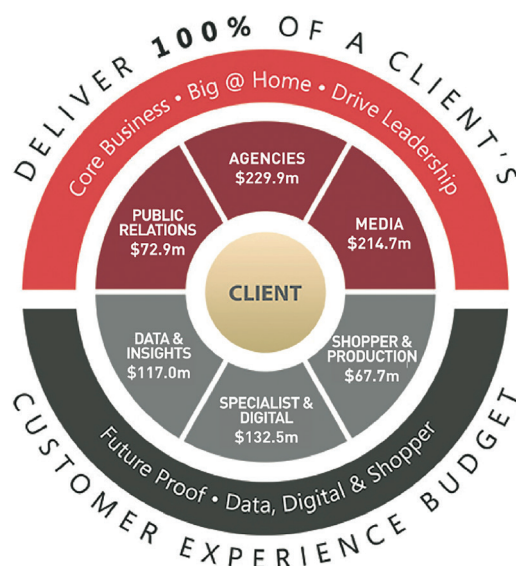 DELIVER 100% OF A CLIENT'S
Core Business • Big @ Home • Drive Leadership
AGENCIES
$229.9m
PUBLIC
RELATIONS
$72.9m
MEDIA
$214.7m
CLIENT
DATA &
INSIGHTS
$117.0m
SHOPPER &
PRODUCTION
$67.7m
SPECIALIST &
DIGITAL
$132.5m
Future Proof • Data, Digital & Shopper
CUSTOMER EXPERIENCE BUDGET